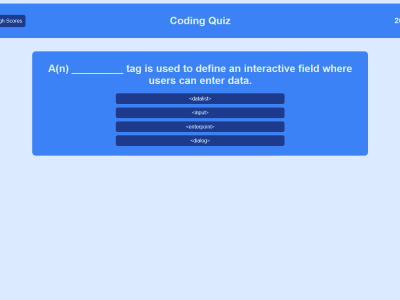 gh Scores
Coding Quiz
20
A(n) _________ tag is used to define an interactive field where
users can enter data.
<datalist>
<input>
<enterpoint>
<dialog>